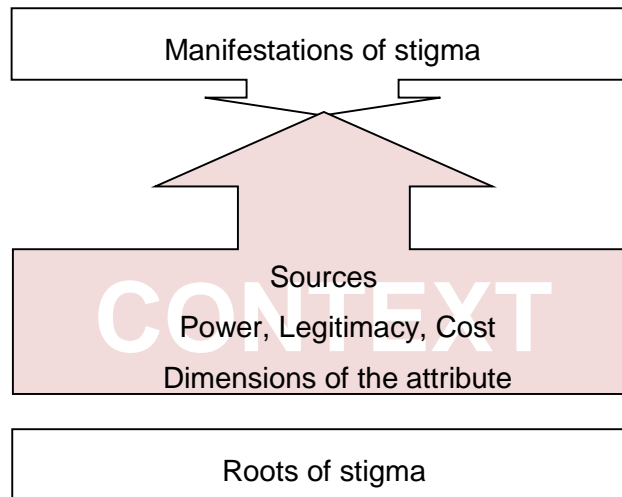 Manifestations of stigma
Sources
CONTEXT
Power, Legitimacy, Cost
Dimensions of the attribute
Roots of stigma